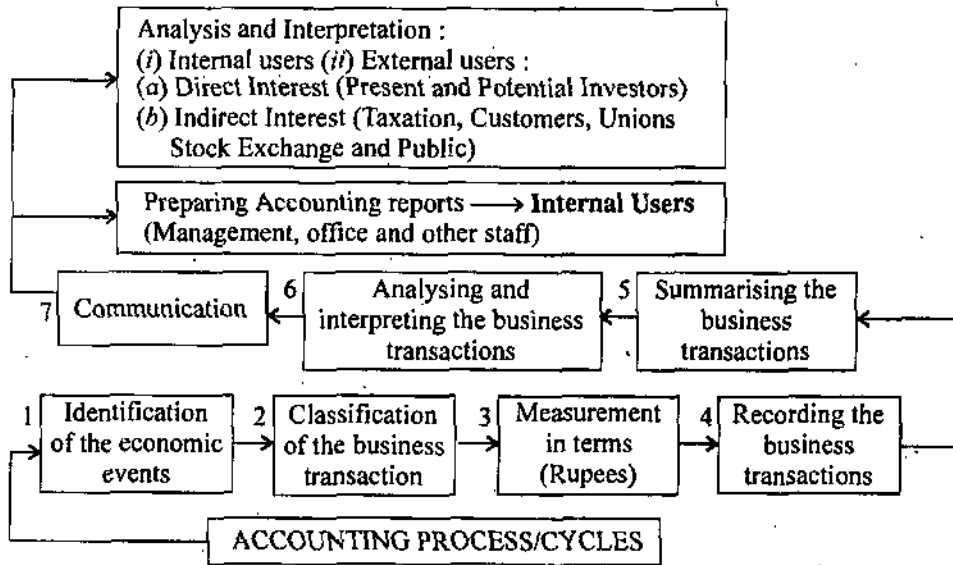 Analysis and Interpretation :
(i) Internal users (ii) External users :
(a) Direct Interest (Present and Potential Investors)
(b) Indirect Interest (Taxation, Customers, Unions
Stock Exchange and Public)
Preparing Accounting reports → Internal Users
(Management, office and other staff)
7 Communication
6 Analysing and
interpreting the business
transactions
5 Summarising the
business
transactions
1 Identification
of the economic
events
2 Classification
of the business
transaction
3 Measurement
in terms
(Rupees)
4 Recording the
business
transactions
ACCOUNTING PROCESS/CYCLES